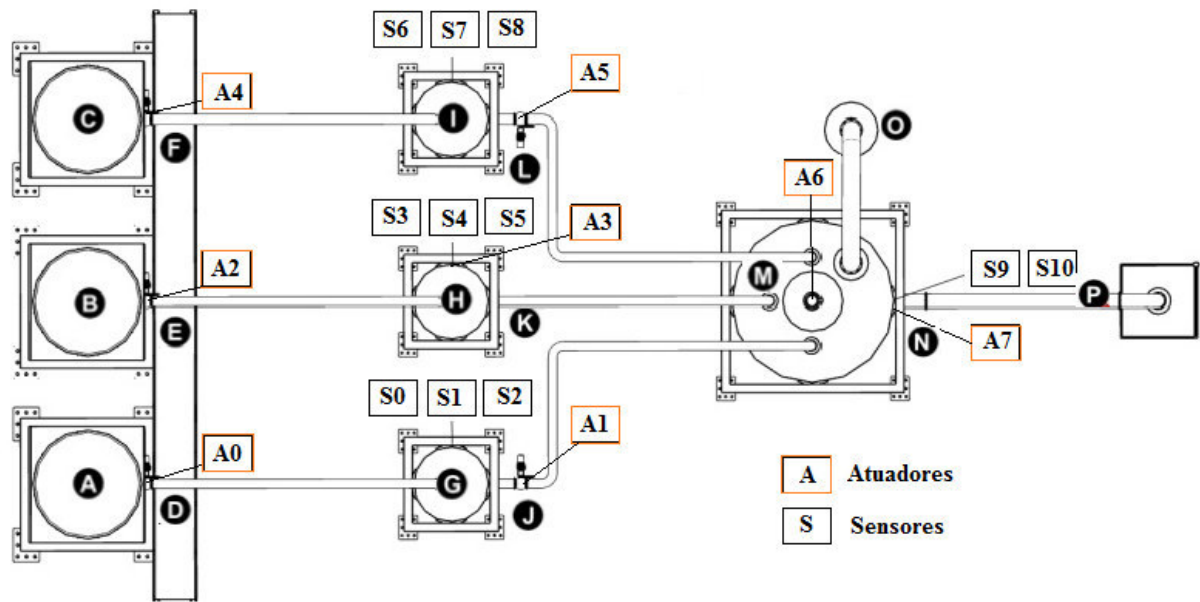 S6 S7 S8
A4
A5
C
I
F
L
O
A6
S3 S4 S5
A3
A2
M
S9 S10
B
H
P
E
K
N
A7
S0 S1 S2
A1
A0
A
G
D
J
A Atuadores
S Sensores